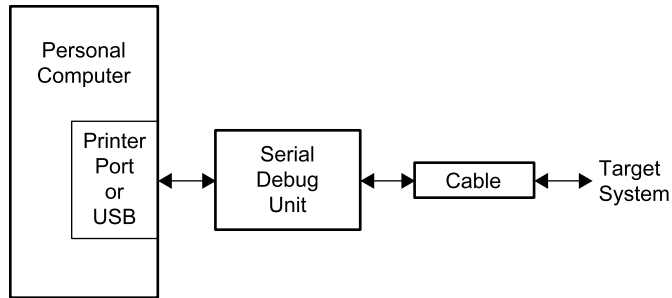 Personal
Computer
Printer
Port
or
USB
Serial
Debug
Unit
Cable
Target
System